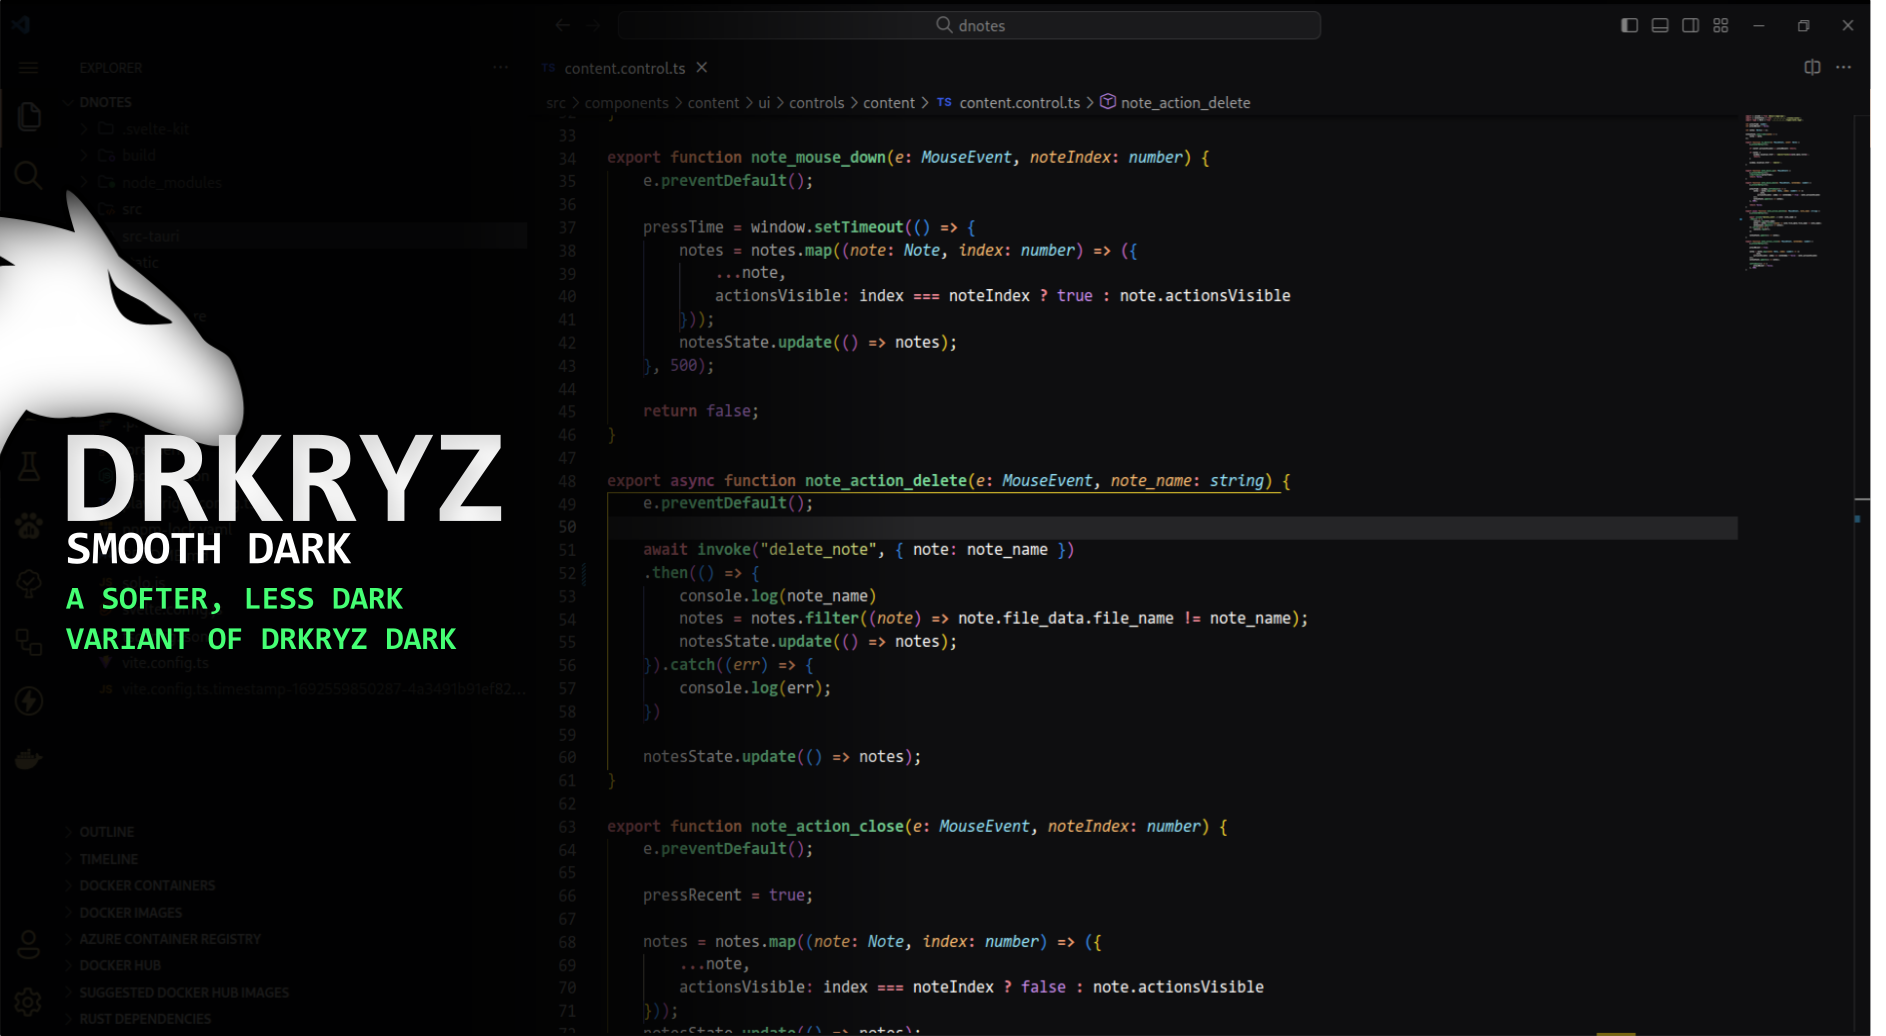 dnotes
EXPLORER
TS content.control.ts
DNOTES
src > components > content > ui > controls > content > TS content.control.ts > note_action_delete
.svelte-kit
build
node_modules
src
src-tauri
DRKRYZ
SMOOTH DARK
A SOFTER, LESS DARK
VARIANT OF DRKRYZ DARK
vite.config.ts
JS vite.config.ts.timestamp-1692559850287-4a3491b91ef82...
OUTLINE
TIMELINE
DOCKER CONTAINERS
DOCKER IMAGES
AZURE CONTAINER REGISTRY
DOCKER HUB
SUGGESTED DOCKER HUB IMAGES
RUST DEPENDENCIES
32 }
33
34 export function note_mouse_down(e: MouseEvent, noteIndex: number) {
35 e.preventDefault();
36
37 pressTime = window.setTimeout(() => {
38 notes = notes.map((note: Note, index: number) => ({
39 ...note,
40 actionsVisible: index === noteIndex ? true : note.actionsVisible
41 }));
42 notesState.update(() => notes);
43 }, 500);
44
45 return false;
46 }
47
48 export async function note_action_delete(e: MouseEvent, note_name: string) {
49 e.preventDefault();
50
51 await invoke("delete_note", { note: note_name })
52 .then(() => {
53 console.log(note_name)
54 notes = notes.filter((note) => note.file_data.file_name != note_name);
55 notesState.update(() => notes);
56 }).catch((err) => {
57 console.log(err);
58 })
59
60 notesState.update(() => notes);
61 }
62
63 export function note_action_close(e: MouseEvent, noteIndex: number) {
64 e.preventDefault();
65
66 pressRecent = true;
67
68 notes = notes.map((note: Note, index: number) => ({
69 ...note,
70 actionsVisible: index === noteIndex ? false : note.actionsVisible
71 }));
72 notesState.update(() => notes);